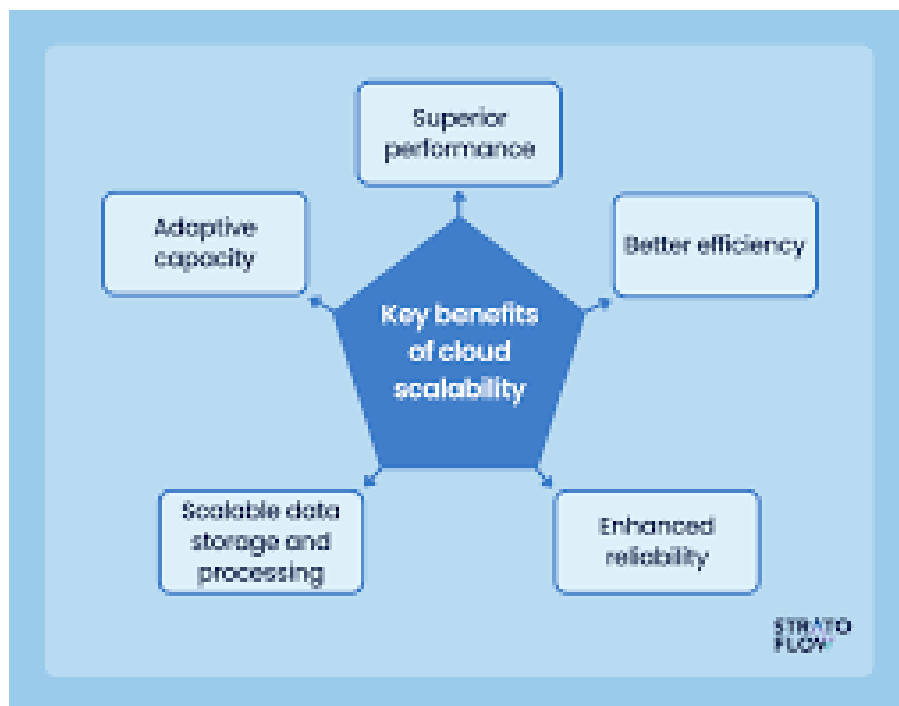 Superior
performance
Adaptive
capacity
Better efficiency
Key benefits
of cloud
scalability
Scalable data
storage and
processing
Enhanced
reliability
STRATO
FLOW